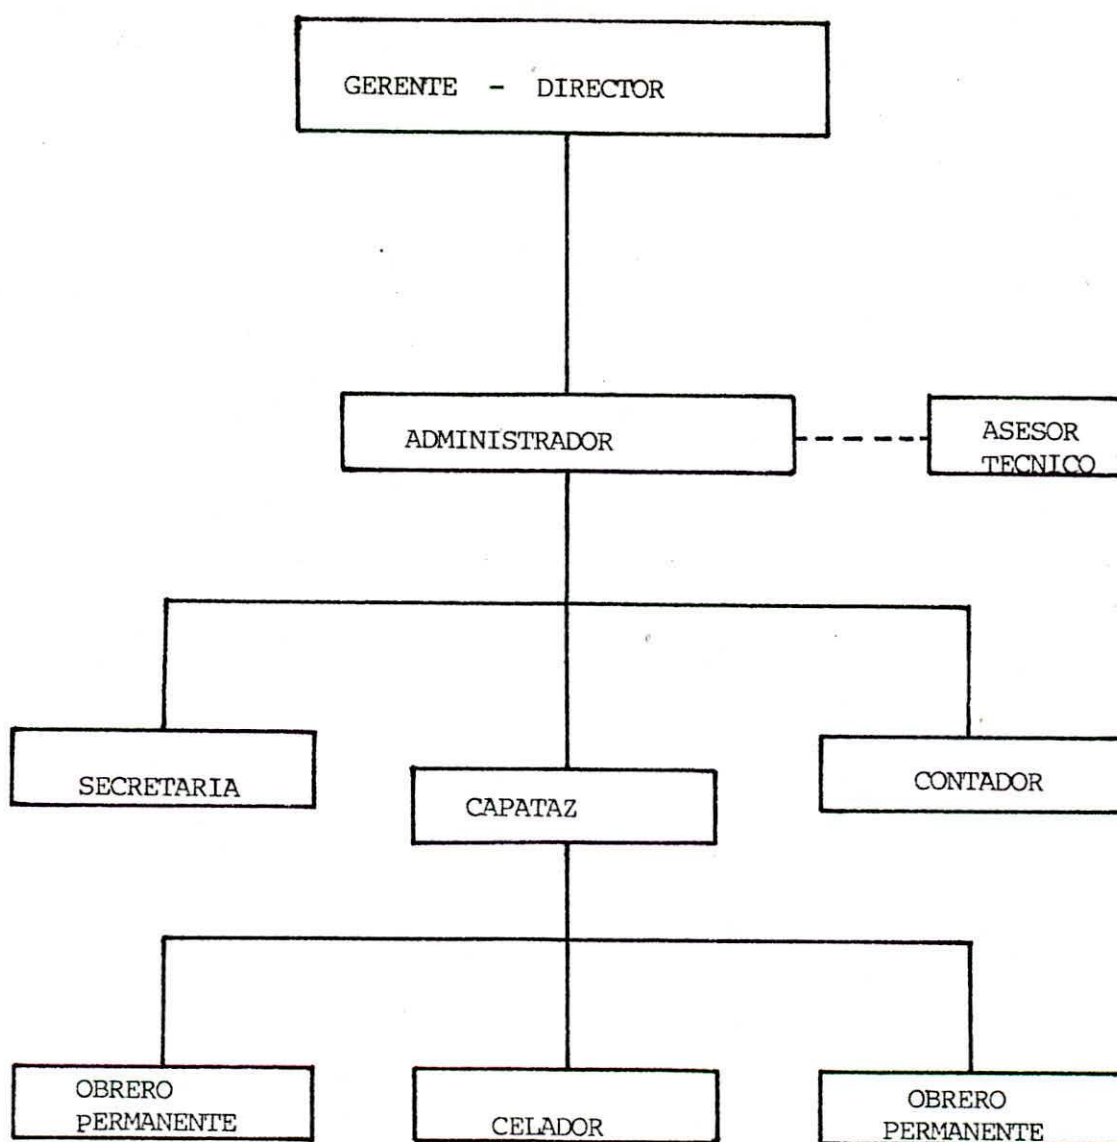 GERENTE - DIRECTOR
ADMINISTRADOR
ASESOR
TECNICO
SECRETARIA
CAPATAZ
CONTADOR
OBRERO
PERMANENTE
CELADOR
OBRERO
PERMANENTE